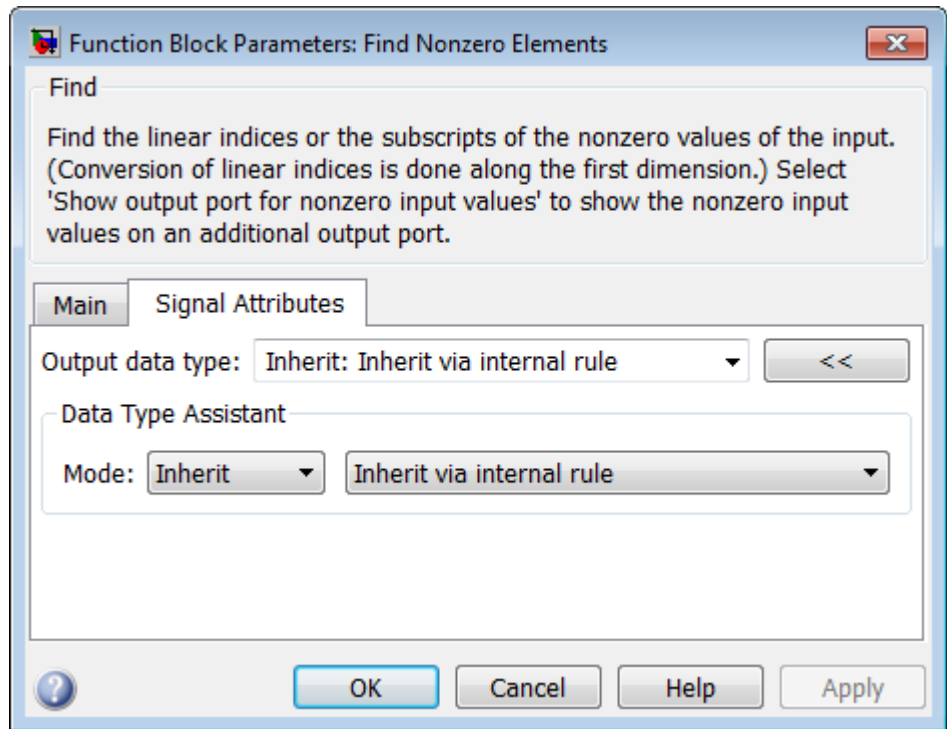 Function Block Parameters: Find Nonzero Elements
Find
Find the linear indices or the subscripts of the nonzero values of the input.
(Conversion of linear indices is done along the first dimension.) Select
'Show output port for nonzero input values' to show the nonzero input
values on an additional output port.
Main Signal Attributes
Output data type: Inherit: Inherit via internal rule <<
Data Type Assistant
Mode: Inherit Inherit via internal rule
? OK Cancel Help Apply